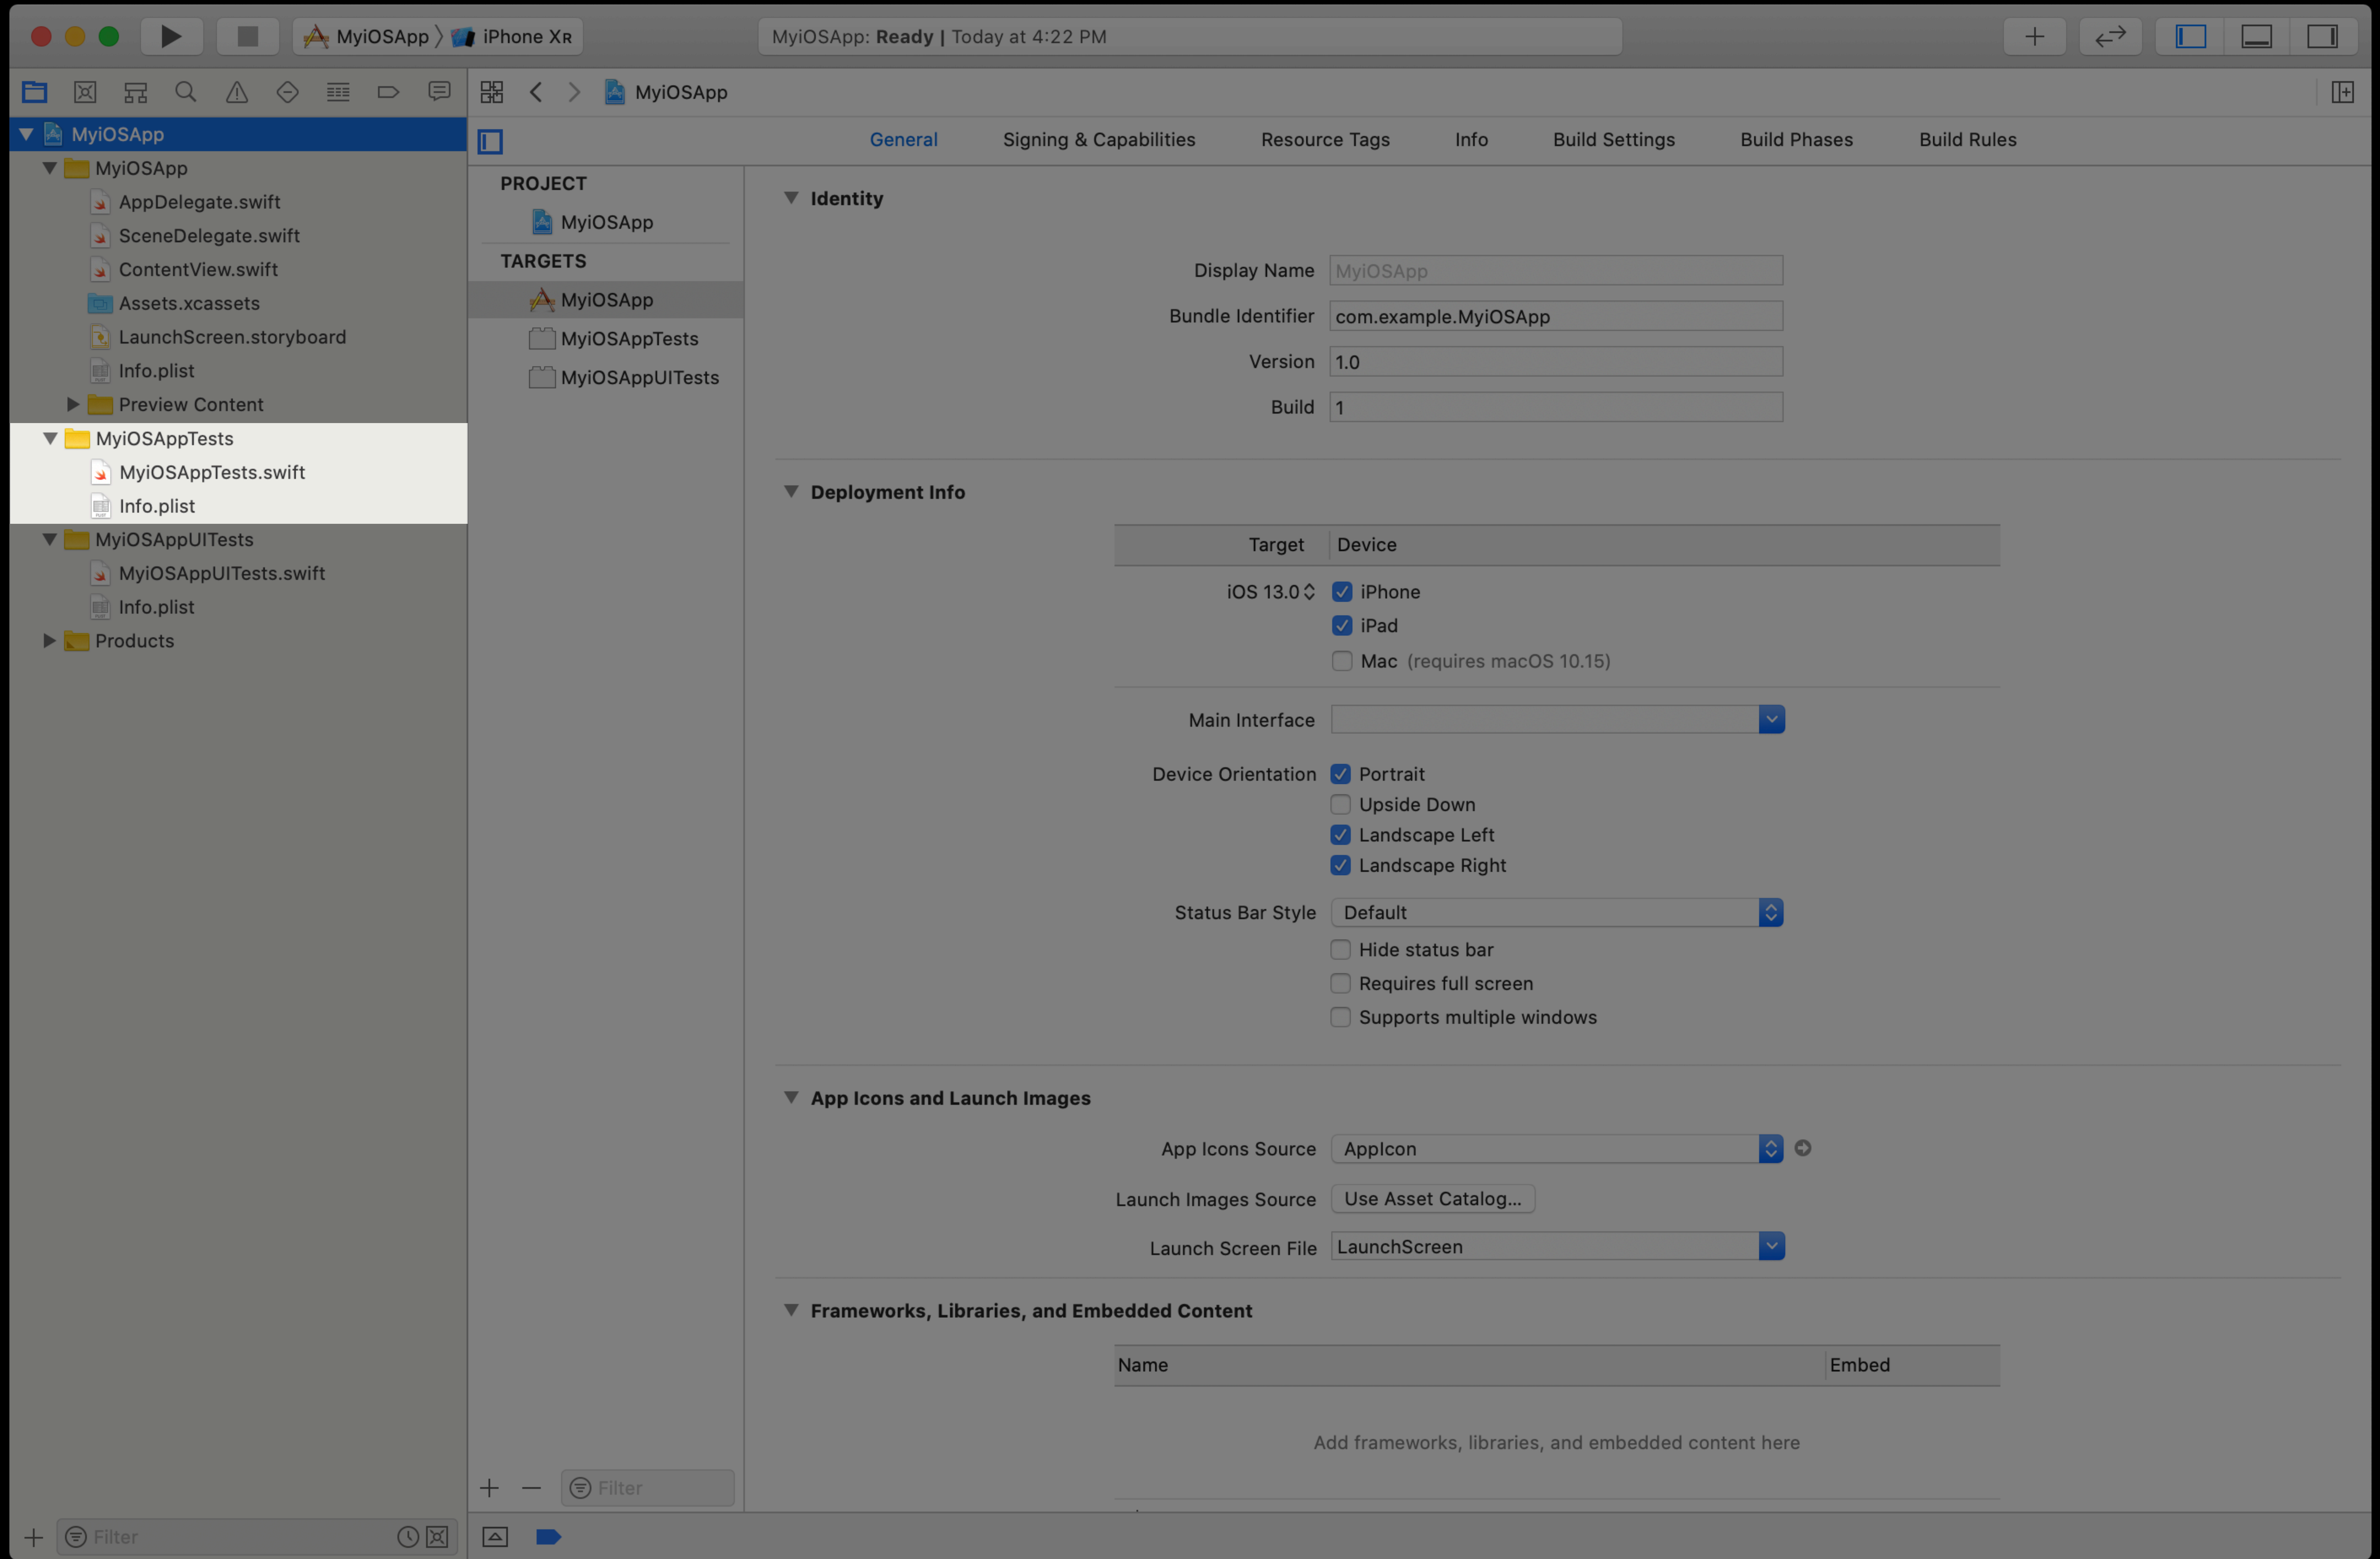 MyiOSApp 〉 iPhone XR
MyiOSApp: Ready | Today at 4:22 PM
MyiOSApp
MyiOSApp
MyiOSApp
AppDelegate.swift
SceneDelegate.swift
ContentView.swift
Assets.xcassets
LaunchScreen.storyboard
Info.plist
Preview Content
MyiOSAppTests
MyiOSAppTests.swift
Info.plist
MyiOSAppUITests
MyiOSAppUITests.swift
Info.plist
Products
Filter
General Signing & Capabilities Resource Tags Info Build Settings Build Phases Build Rules
PROJECT
MyiOSApp
TARGETS
MyiOSApp
MyiOSAppTests
MyiOSAppUITests
Filter
Identity
Display Name MyiOSApp
Bundle Identifier com.example.MyiOSApp
Version 1.0
Build 1
Deployment Info
Target Device
iOS 13.0 iPhone
iPad
Mac (requires macOS 10.15)
Main Interface
Device Orientation Portrait
Upside Down
Landscape Left
Landscape Right
Status Bar Style Default
Hide status bar
Requires full screen
Supports multiple windows
App Icons and Launch Images
App Icons Source AppIcon
Launch Images Source Use Asset Catalog...
Launch Screen File LaunchScreen
Frameworks, Libraries, and Embedded Content
Name Embed
Add frameworks, libraries, and embedded content here